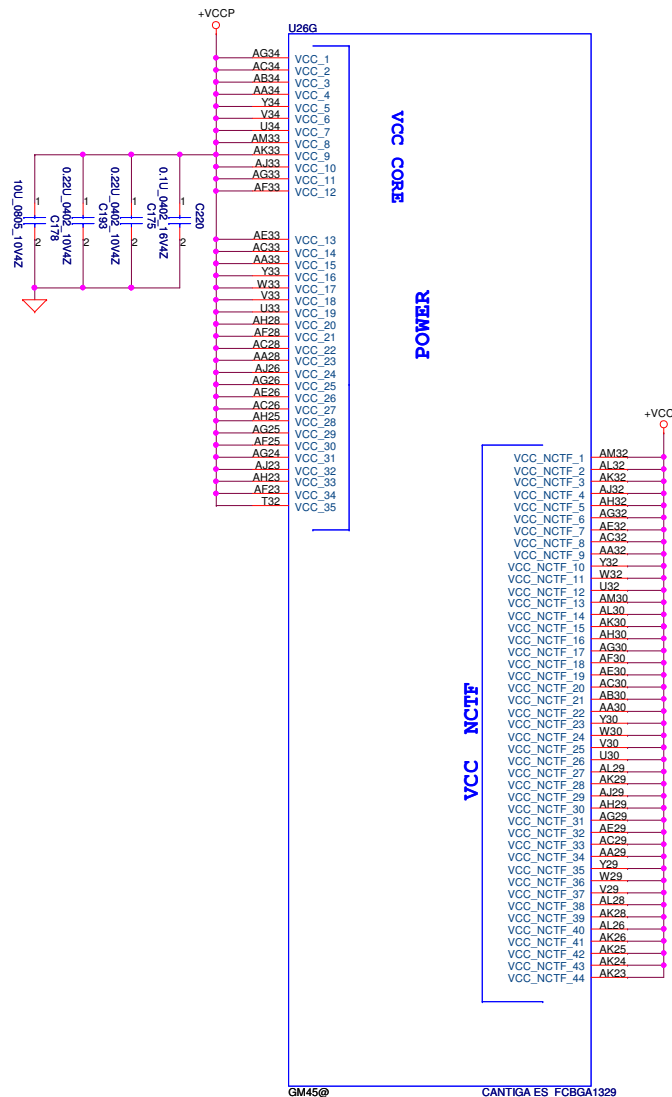 +VCCP
U26G
AG34 VCC_1
AC34 VCC_2
AB34 VCC_3
AA34 VCC_4
Y34 VCC_5
V34 VCC_6
U34 VCC_7
AM33 VCC_8
AK33 VCC_9
AJ33 VCC_10
AG33 VCC_11
AF33 VCC_12
AE33 VCC_13
AC33 VCC_14
AA33 VCC_15
Y33 VCC_16
W33 VCC_17
V33 VCC_18
U33 VCC_19
AH28 VCC_20
AF28 VCC_21
AC28 VCC_22
AA28 VCC_23
AJ26 VCC_24
AG26 VCC_25
AE26 VCC_26
AC26 VCC_27
AH25 VCC_28
AG25 VCC_29
AF25 VCC_30
AG24 VCC_31
AJ23 VCC_32
AH23 VCC_33
AF23 VCC_34
T32 VCC_35
VCC CORE
POWER
1 2
10U_0805_10V4Z
C178
1 2
0.22U_0402_10V4Z
C193
1 2
0.22U_0402_10V4Z
C175
1 2
0.1U_0402_16V4Z
C220
+VCC
VCC NCTF
VCC_NCTF_1 AM32
VCC_NCTF_2 AL32
VCC_NCTF_3 AK32
VCC_NCTF_4 AJ32
VCC_NCTF_5 AH32
VCC_NCTF_6 AG32
VCC_NCTF_7 AE32
VCC_NCTF_8 AC32
VCC_NCTF_9 AA32
VCC_NCTF_10 Y32
VCC_NCTF_11 W32
VCC_NCTF_12 U32
VCC_NCTF_13 AM30
VCC_NCTF_14 AL30
VCC_NCTF_15 AK30
VCC_NCTF_16 AH30
VCC_NCTF_17 AG30
VCC_NCTF_18 AF30
VCC_NCTF_19 AE30
VCC_NCTF_20 AC30
VCC_NCTF_21 AB30
VCC_NCTF_22 AA30
VCC_NCTF_23 Y30
VCC_NCTF_24 W30
VCC_NCTF_25 V30
VCC_NCTF_26 U30
VCC_NCTF_27 AL29
VCC_NCTF_28 AK29
VCC_NCTF_29 AJ29
VCC_NCTF_30 AH29
VCC_NCTF_31 AG29
VCC_NCTF_32 AE29
VCC_NCTF_33 AC29
VCC_NCTF_34 AA29
VCC_NCTF_35 Y29
VCC_NCTF_36 W29
VCC_NCTF_37 V29
VCC_NCTF_38 AL28
VCC_NCTF_39 AK28
VCC_NCTF_40 AL26
VCC_NCTF_41 AK26
VCC_NCTF_42 AK25
VCC_NCTF_43 AK24
VCC_NCTF_44 AK23
GM45@
CANTIGA ES FCBGA1329